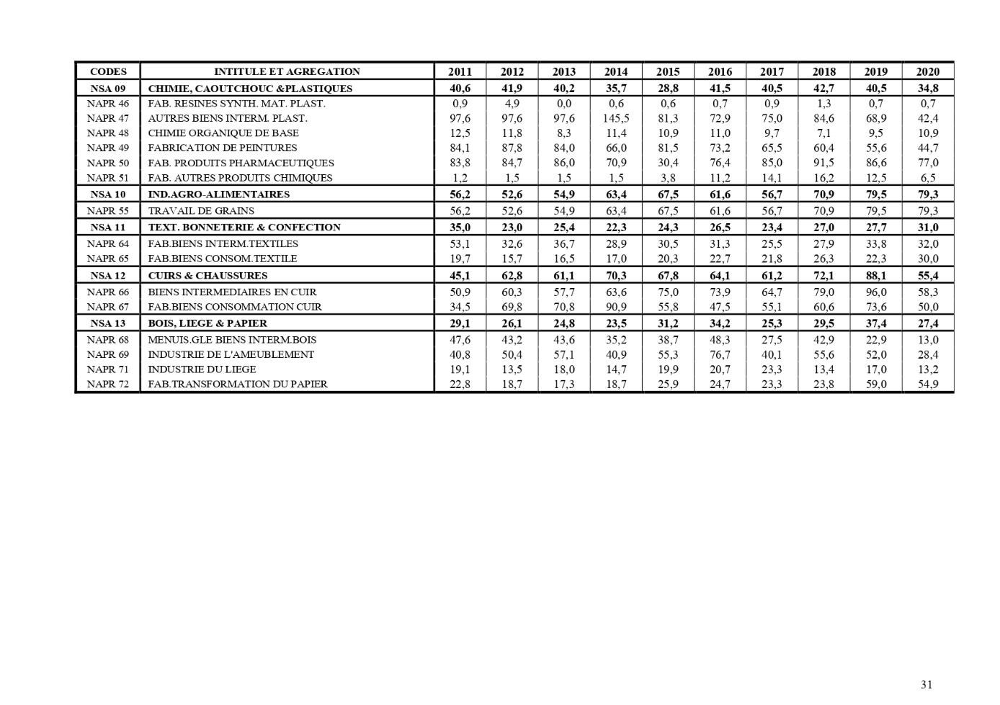 CODES INTITULE ET AGREGATION 2011 2012 2013 2014 2015 2016 2017 2018 2019 2020
NSA 09 CHIMIE, CAOUTCHOUC &PLASTIQUES 40,6 41,9 40,2 35,7 28,8 41,5 40,5 42,7 40,5 34,8
NAPR 46 FAB. RESINES SYNTH. MAT. PLAST. 0,9 4,9 0,0 0,6 0,6 0,7 0,9 1,3 0,7 0,7
NAPR 47 AUTRES BIENS INTERM. PLAST. 97,6 97,6 97,6 145,5 81,3 72,9 75,0 84,6 68,9 42,4
NAPR 48 CHIMIE ORGANIQUE DE BASE 12,5 11,8 8,3 11,4 10,9 11,0 9,7 7,1 9,5 10,9
NAPR 49 FABRICATION DE PEINTURES 84,1 87,8 84,0 66,0 81,5 73,2 65,5 60,4 55,6 44,7
NAPR 50 FAB. PRODUITS PHARMACEUTIQUES 83,8 84,7 86,0 70,9 30,4 76,4 85,0 91,5 86,6 77,0
NAPR 51 FAB. AUTRES PRODUITS CHIMIQUES 1,2 1,5 1,5 1,5 3,8 11,2 14,1 16,2 12,5 6,5
NSA 10 IND.AGRO-ALIMENTAIRES 56,2 52,6 54,9 63,4 67,5 61,6 56,7 70,9 79,5 79,3
NAPR 55 TRAVAIL DE GRAINS 56,2 52,6 54,9 63,4 67,5 61,6 56,7 70,9 79,5 79,3
NSA 11 TEXT. BONNETERIE & CONFECTION 35,0 23,0 25,4 22,3 24,3 26,5 23,4 27,0 27,7 31,0
NAPR 64 FAB.BIENS INTERM.TEXTILES 53,1 32,6 36,7 28,9 30,5 31,3 25,5 27,9 33,8 32,0
NAPR 65 FAB.BIENS CONSOM.TEXTILE 19,7 15,7 16,5 17,0 20,3 22,7 21,8 26,3 22,3 30,0
NSA 12 CUIRS & CHAUSSURES 45,1 62,8 61,1 70,3 67,8 64,1 61,2 72,1 88,1 55,4
NAPR 66 BIENS INTERMEDIAIRES EN CUIR 50,9 60,3 57,7 63,6 75,0 73,9 64,7 79,0 96,0 58,3
NAPR 67 FAB.BIENS CONSOMMATION CUIR 34,5 69,8 70,8 90,9 55,8 47,5 55,1 60,6 73,6 50,0
NSA 13 BOIS, LIEGE & PAPIER 29,1 26,1 24,8 23,5 31,2 34,2 25,3 29,5 37,4 27,4
NAPR 68 MENUIS.GLE BIENS INTERM.BOIS 47,6 43,2 43,6 35,2 38,7 48,3 27,5 42,9 22,9 13,0
NAPR 69 INDUSTRIE DE L'AMEUBLEMENT 40,8 50,4 57,1 40,9 55,3 76,7 40,1 55,6 52,0 28,4
NAPR 71 INDUSTRIE DU LIEGE 19,1 13,5 18,0 14,7 19,9 20,7 23,3 13,4 17,0 13,2
NAPR 72 FAB.TRANSFORMATION DU PAPIER 22,8 18,7 17,3 18,7 25,9 24,7 23,3 23,8 59,0 54,9
31